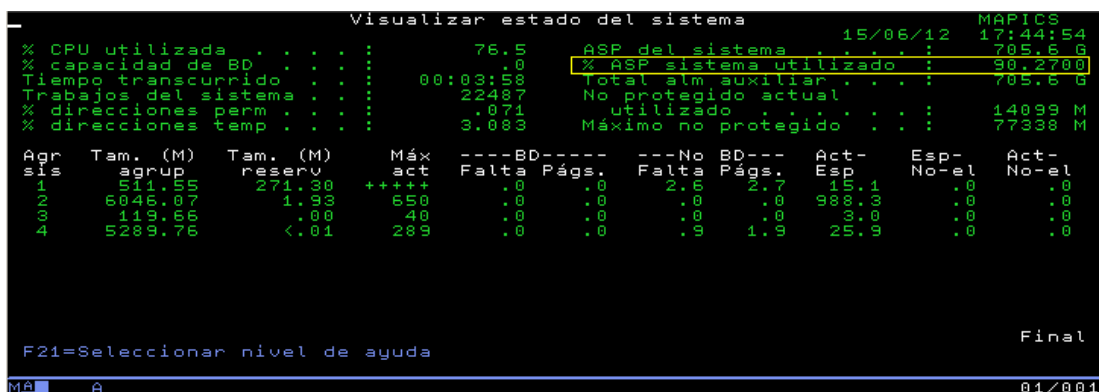 Visualizar estado del sistema MAPICS
15/06/12 17:44:54
% CPU utilizada . . . . : 76.5 ASP del sistema . . . . : 705.6 G
% capacidad de BD . . . : .0 % ASP sistema utilizado : 90.2700
Tiempo transcurrido . . : 00:03:58 Total alm auxiliar . . : 705.6 G
Trabajos del sistema . . : 22487 No protegido actual
% direcciones perm . . . : .071 utilizado . . . . . . : 14099 M
% direcciones temp . . . : 3.083 Máximo no protegido . . : 77338 M
Agr Tam. (M) Tam. (M) Máx ----BD----- ---No BD--- Act- Esp- Act-
sis agrup reserv act Falta Págs. Falta Págs. Esp No-el No-el
1 511.55 271.30 +++++ .0 .0 2.6 2.7 15.1 .0 .0
2 6046.07 1.93 650 .0 .0 .0 .0 988.3 .0 .0
3 119.66 .00 40 .0 .0 .0 .0 3.0 .0 .0
4 5289.76 <.01 289 .0 .0 .9 1.9 25.9 .0 .0
Final
F21=Seleccionar nivel de ayuda
MA A 01/001